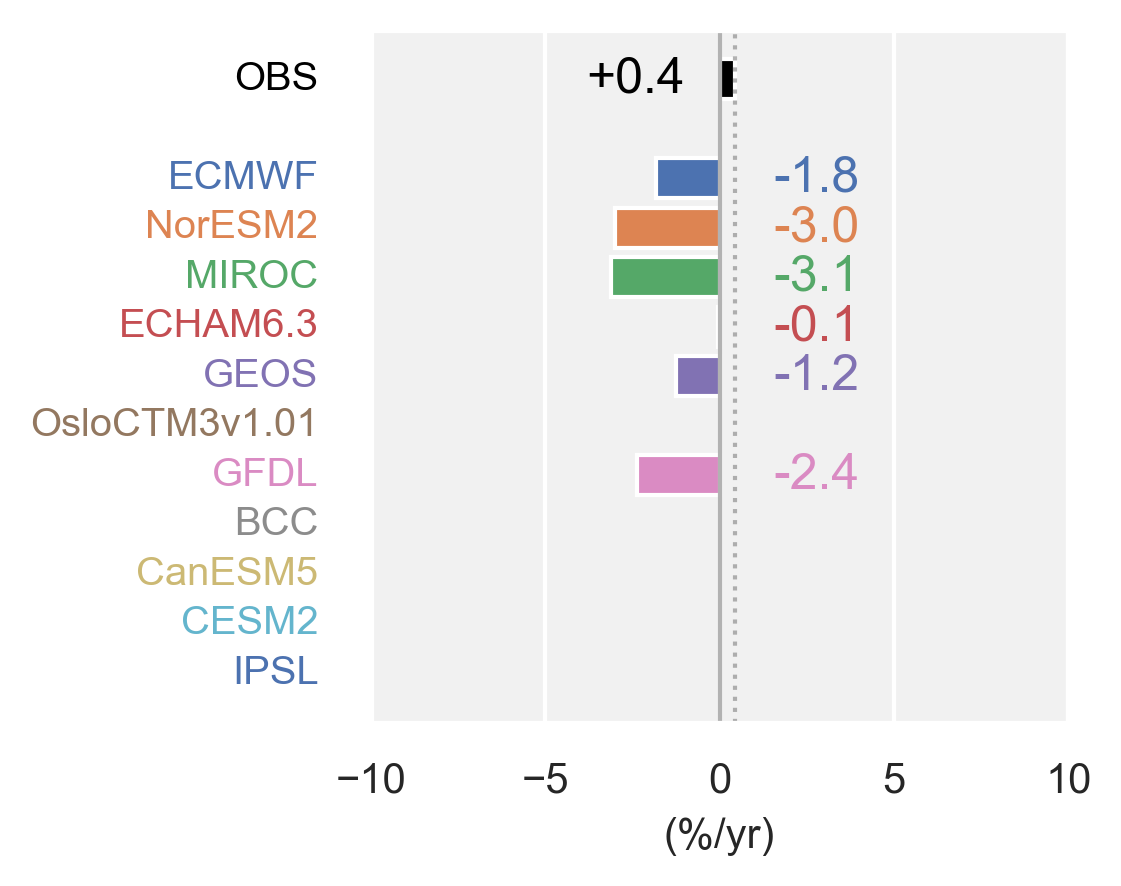 OBS +0.4
ECMWF -1.8
NorESM2 -3.0
MIROC -3.1
ECHAM6.3 -0.1
GEOS -1.2
OsloCTM3v1.01
GFDL -2.4
BCC
CanESM5
CESM2
IPSL
−10 −5 0 5 10
(%/yr)